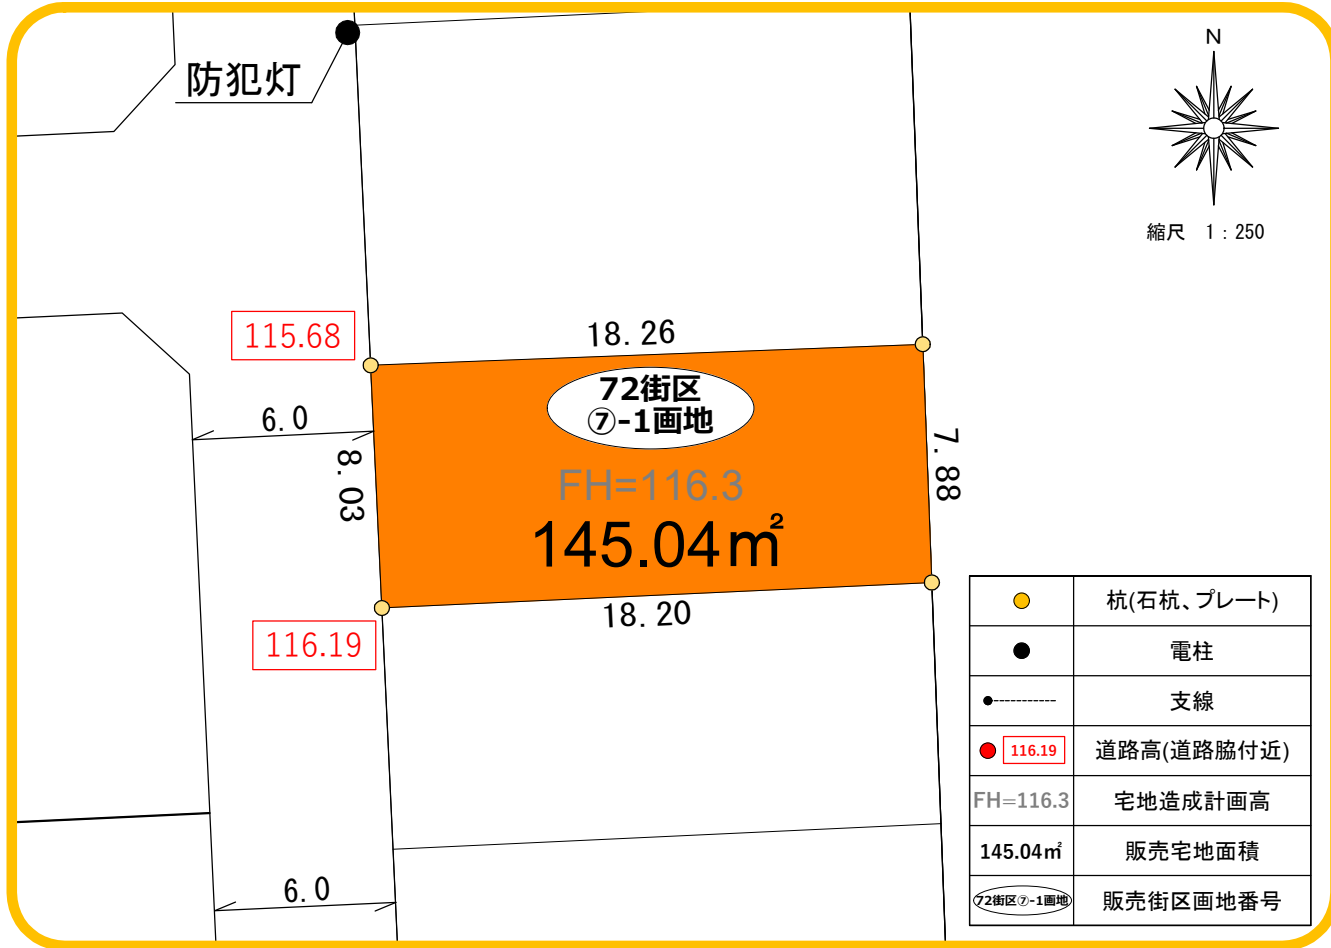 防犯灯
N
縮尺 1：250
115.68
18.26
72街区
⑦-1画地
6.0
8.03
7.88
FH=116.3
145.04㎡
18.20
116.19
6.0
杭(石杭、プレート)
電柱
支線
116.19 道路高(道路脇付近)
FH=116.3 宅地造成計画高
145.04㎡ 販売宅地面積
72街区⑦-1画地 販売街区画地番号